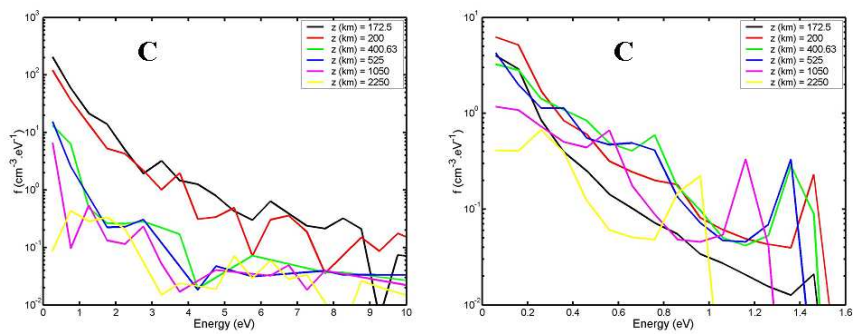 10³
10²
10¹
10⁰
10⁻¹
10⁻²
f (cm⁻³.eV⁻¹)
C
z (km) = 172.5
z (km) = 200
z (km) = 400.63
z (km) = 525
z (km) = 1050
z (km) = 2250
0 1 2 3 4 5 6 7 8 9 10
Energy (eV)
10¹
10⁰
10⁻¹
10⁻²
f (cm⁻³.eV⁻¹)
C
z (km) = 172.5
z (km) = 200
z (km) = 400.63
z (km) = 525
z (km) = 1050
z (km) = 2250
0 0.2 0.4 0.6 0.8 1 1.2 1.4 1.6
Energy (eV)